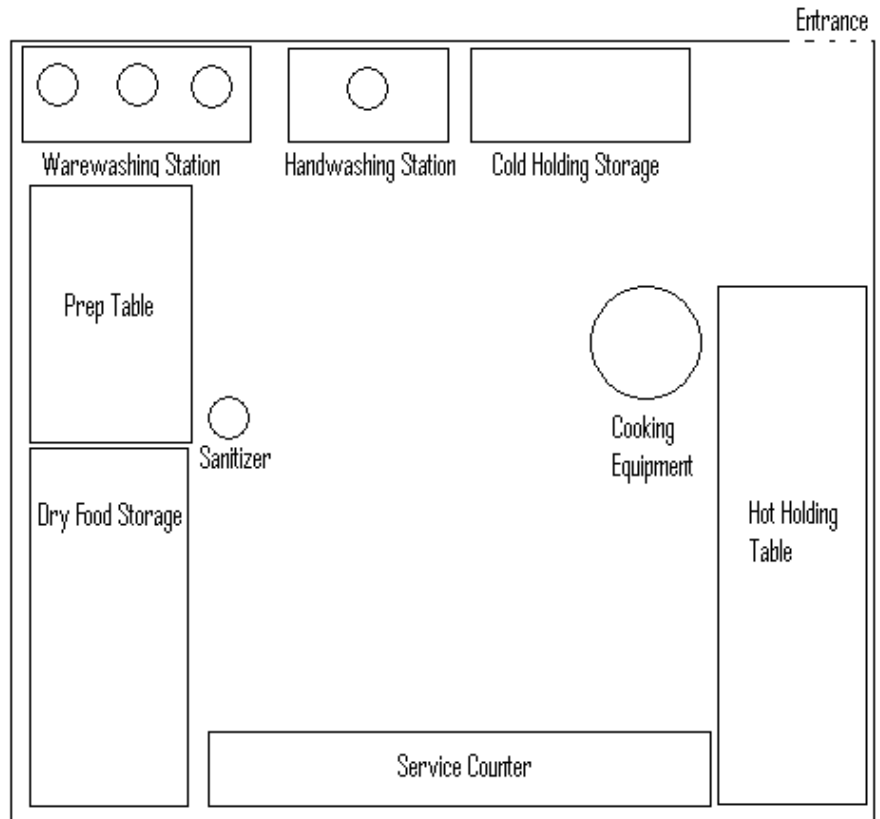 Entrance
Warewashing Station
Handwashing Station
Cold Holding Storage
Prep Table
Cooking
Equipment
Sanitizer
Dry Food Storage
Hot Holding
Table
Service Counter